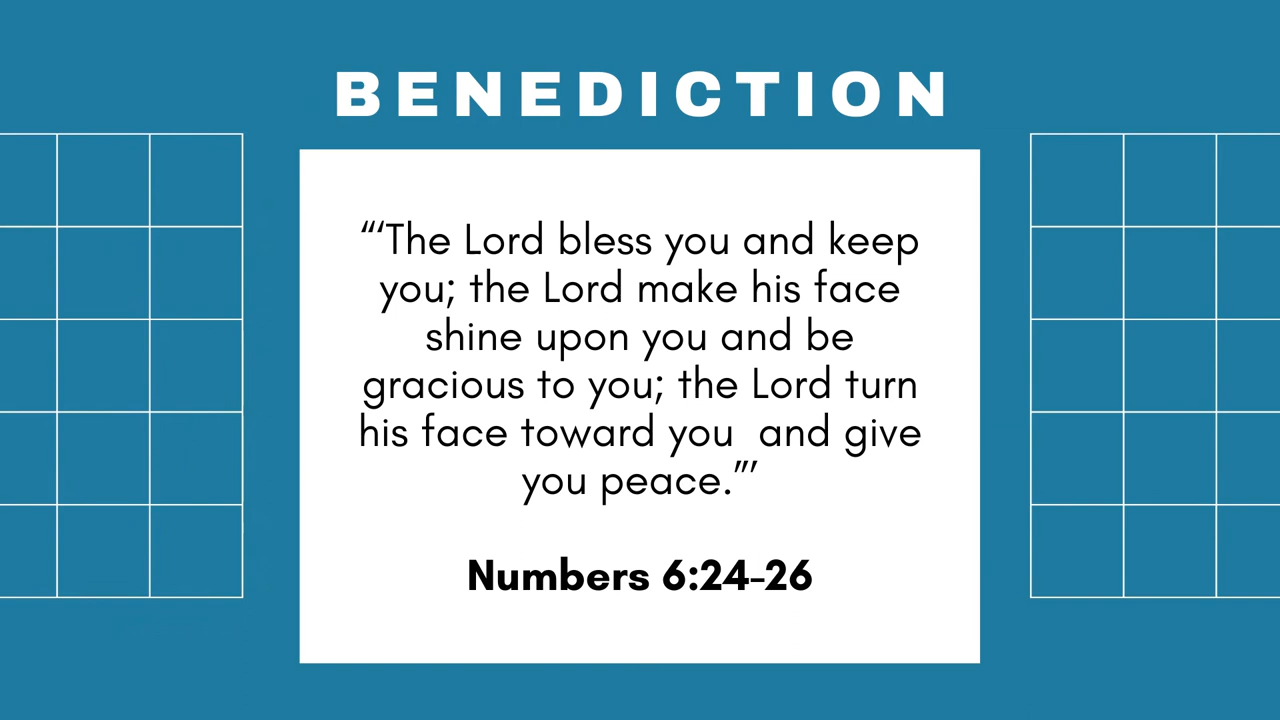 BENEDICTION
“‘The Lord bless you and keep
you; the Lord make his face
shine upon you and be
gracious to you; the Lord turn
his face toward you  and give
you peace.”’
Numbers 6:24-26